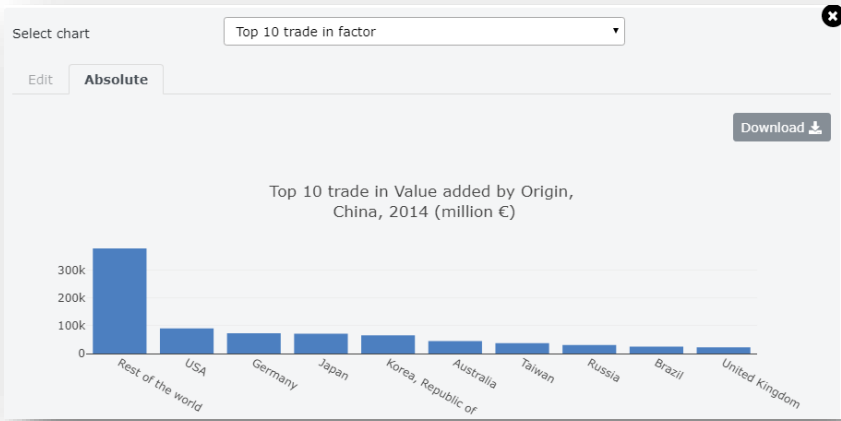 Select chart
Top 10 trade in factor
Edit
Absolute
Download
Top 10 trade in Value added by Origin,
China, 2014 (million €)
300k
200k
100k
0
Rest of the world
USA
Germany
Japan
Korea, Republic of
Australia
Taiwan
Russia
Brazil
United Kingdom